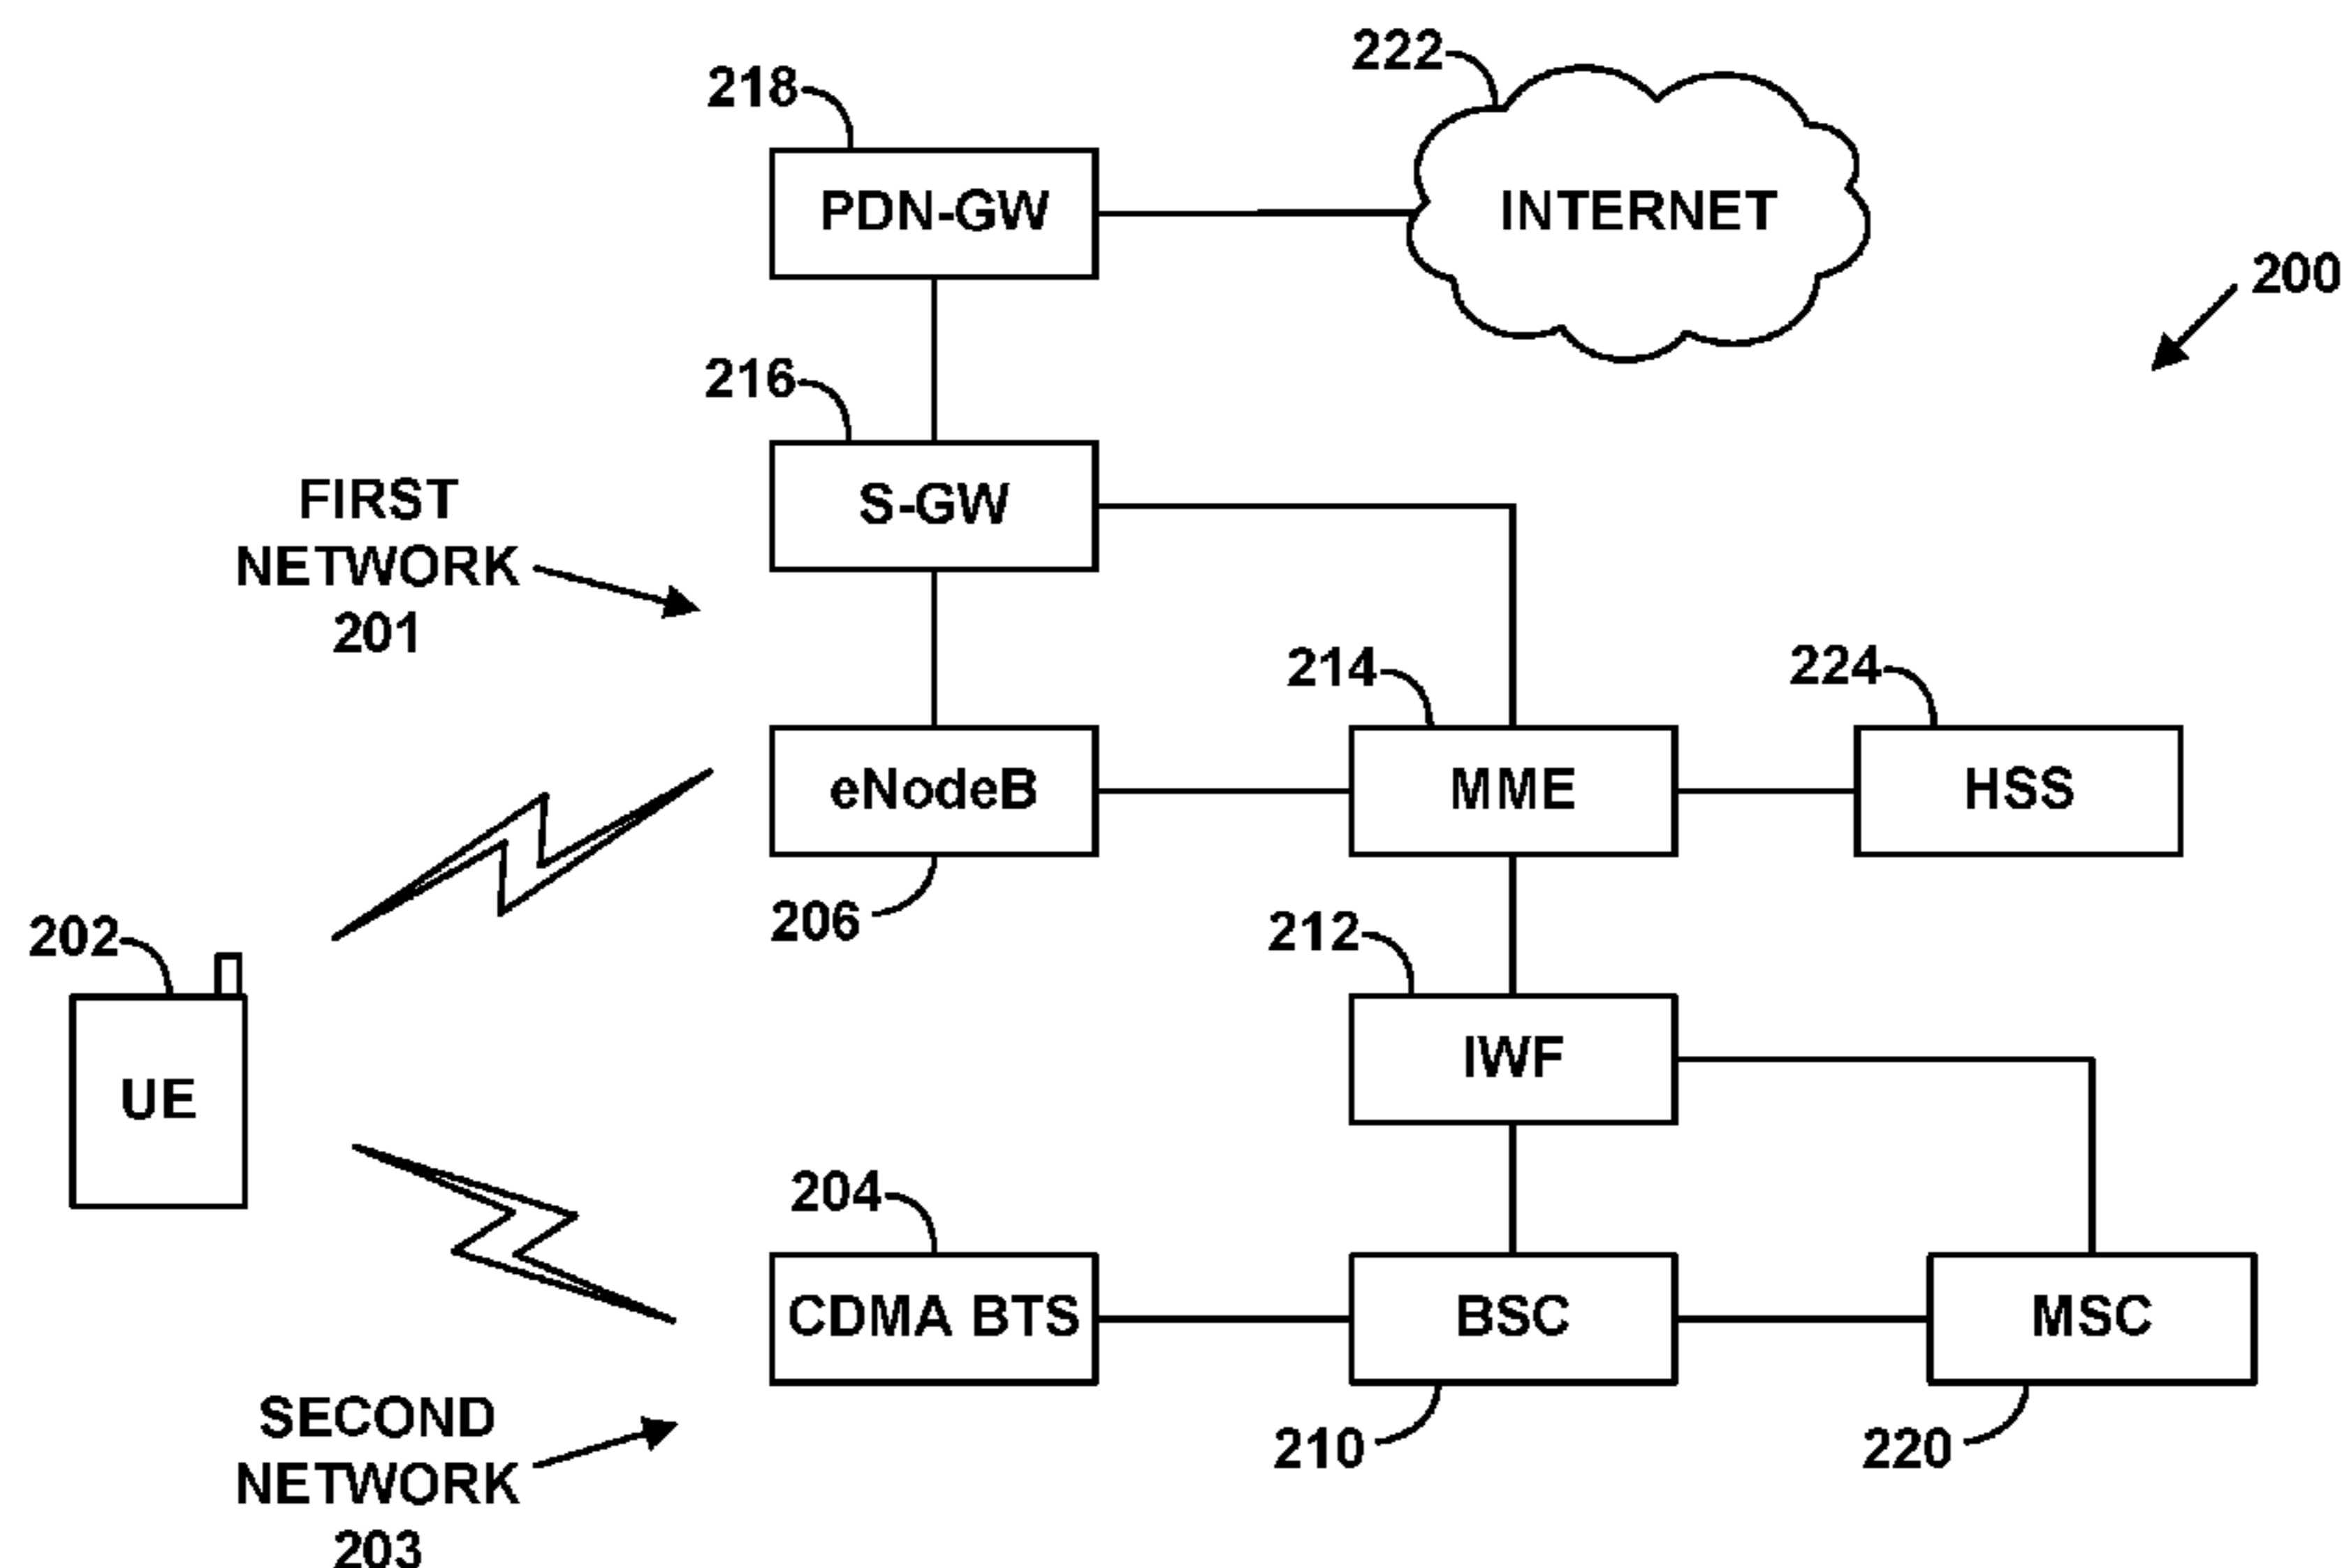 222
218
PDN-GW
INTERNET
200
216
S-GW
FIRST
NETWORK
201
214
224
eNodeB
MME
HSS
206
202
212
UE
IWF
204
CDMA BTS
BSC
MSC
SECOND
NETWORK
203
210
220